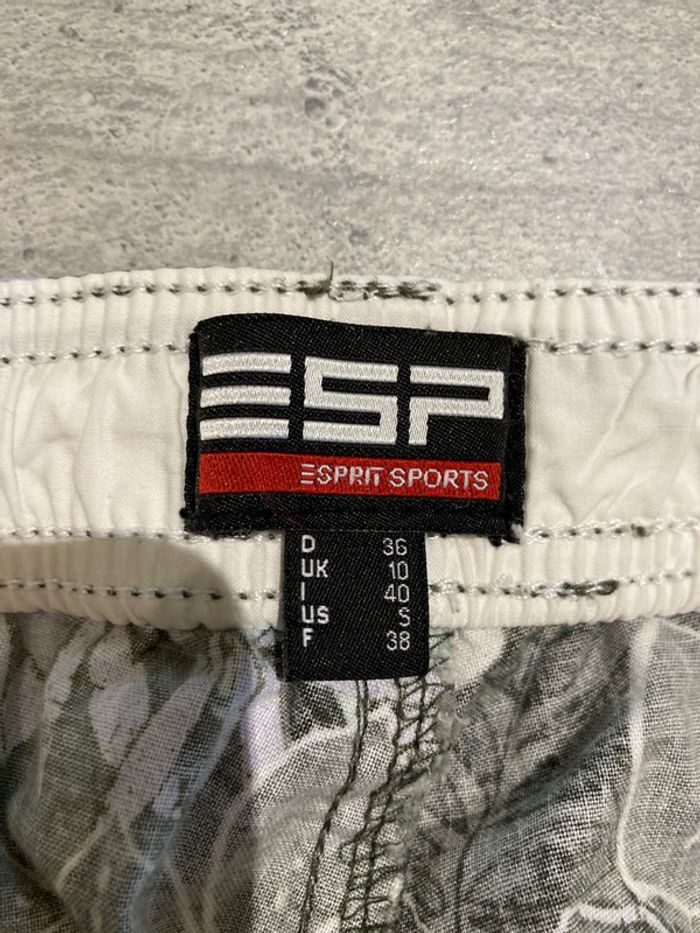 ESP
ESPRIT SPORTS
D 36
UK 10
I 40
US S
F 38